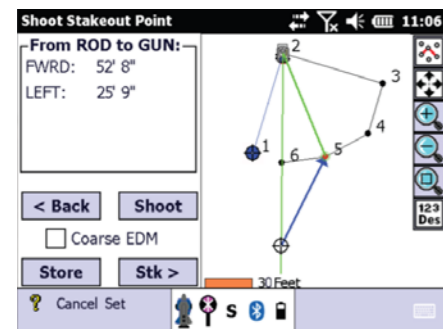 Shoot Stakeout Point 11:06
From ROD to GUN:
FWRD: 52' 8"
LEFT: 25' 9"
< Back Shoot
Coarse EDM
Store Stk >
2
3
4
1
6
5
30 Feet
123
Des
Cancel Set
S